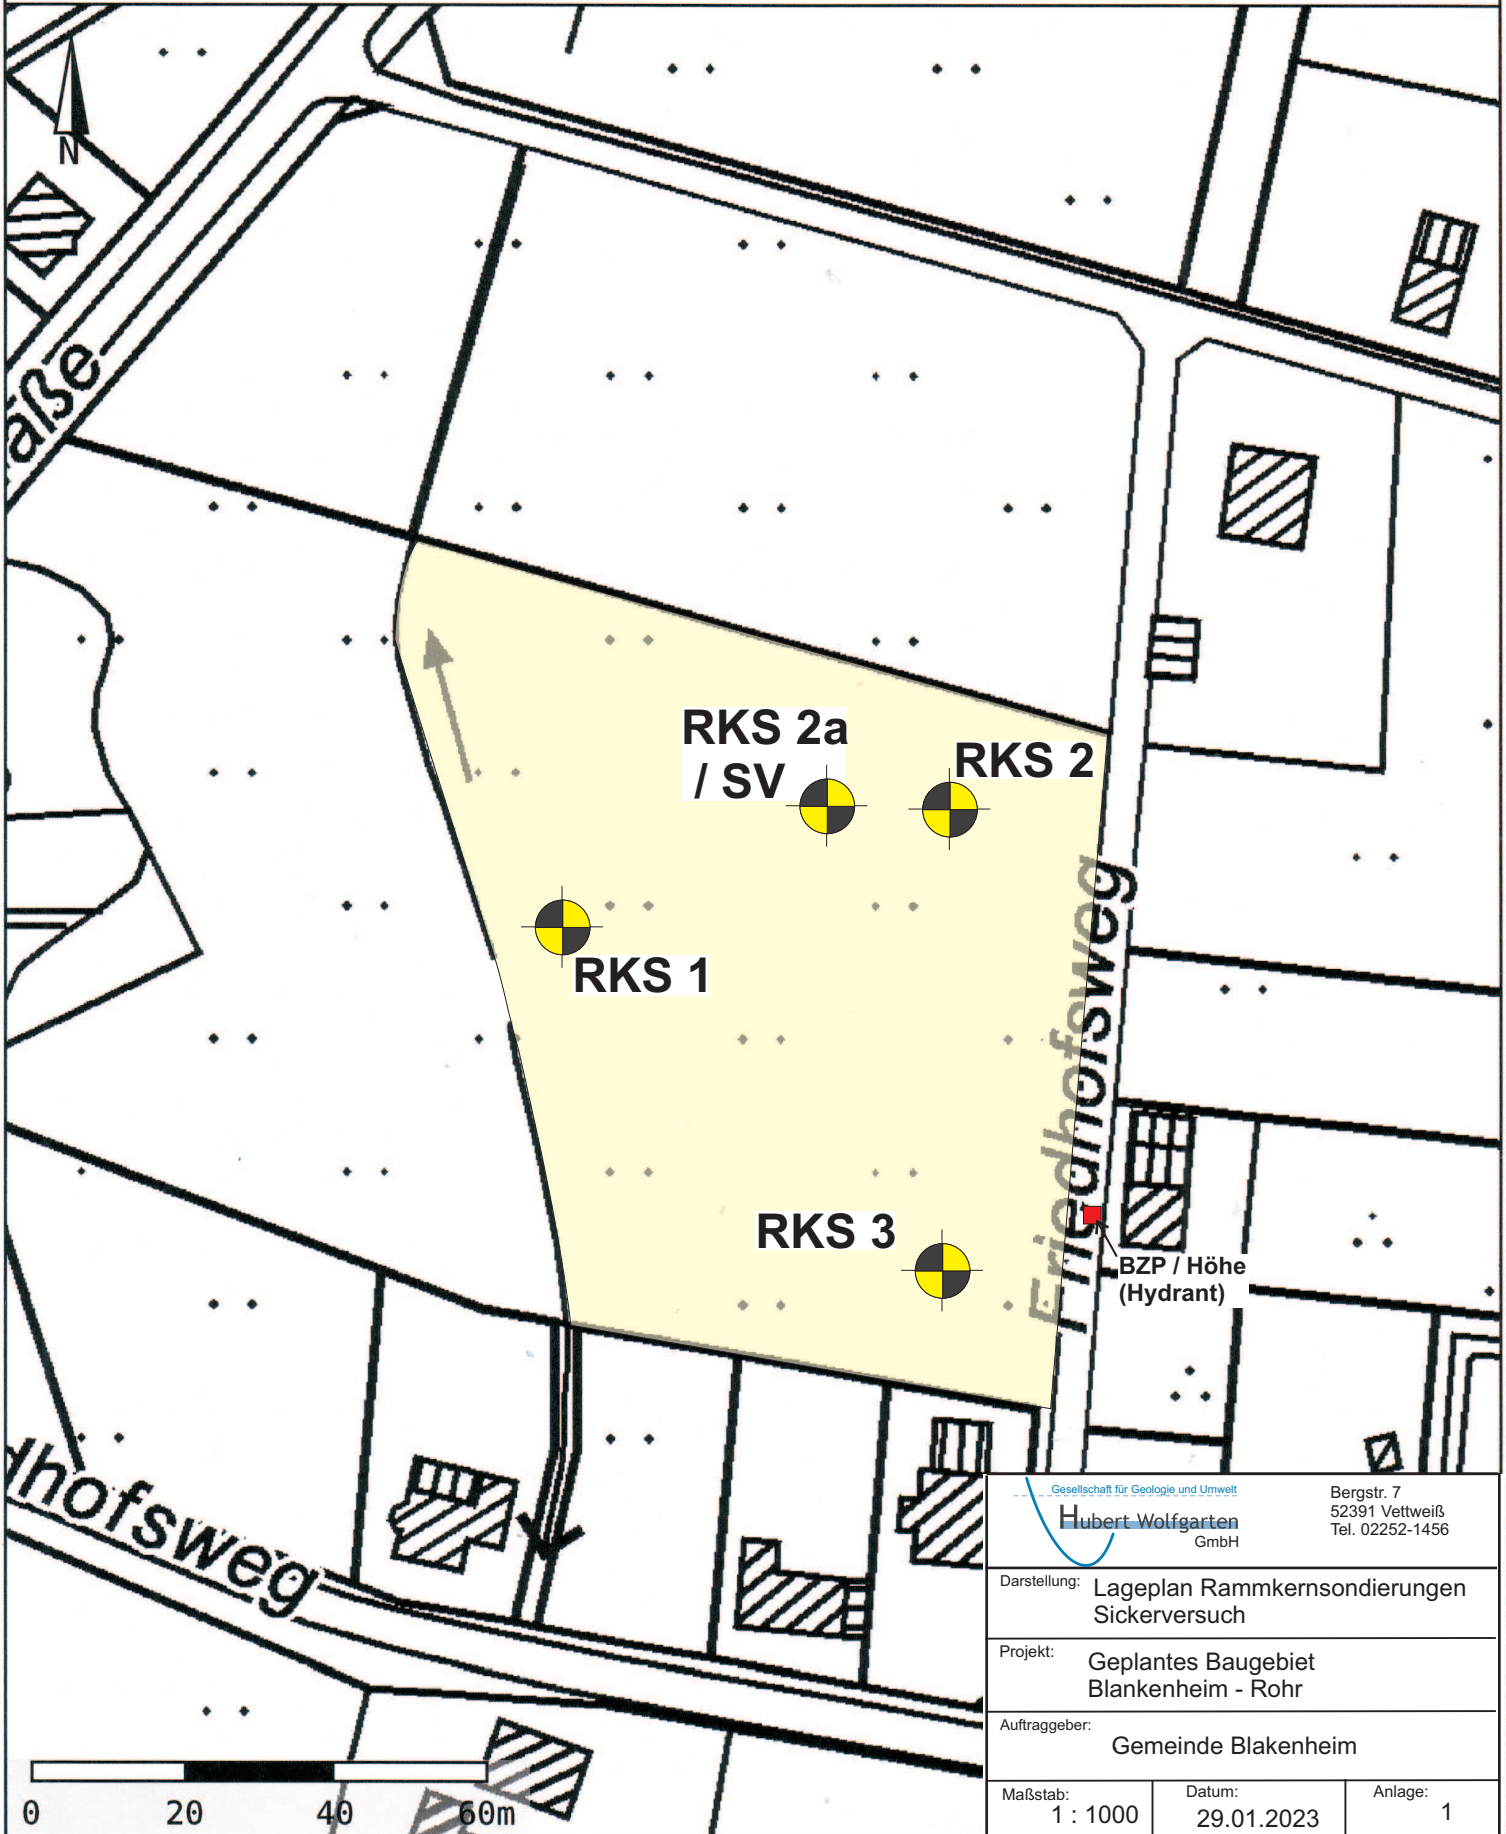 N
aße
RKS 2a
/ SV
RKS 2
RKS 1
Friedhofsweg
RKS 3
BZP / Höhe
(Hydrant)
dhofsweg
0 20 40 60m
Gesellschaft für Geologie und Umwelt
Hubert Wolfgarten
GmbH
Bergstr. 7
52391 Vettweiß
Tel. 02252-1456
Darstellung: Lageplan Rammkernsondierungen
Sickerversuch
Projekt: Geplantes Baugebiet
Blankenheim - Rohr
Auftraggeber:
Gemeinde Blakenheim
Maßstab:
1 : 1000
Datum:
29.01.2023
Anlage:
1